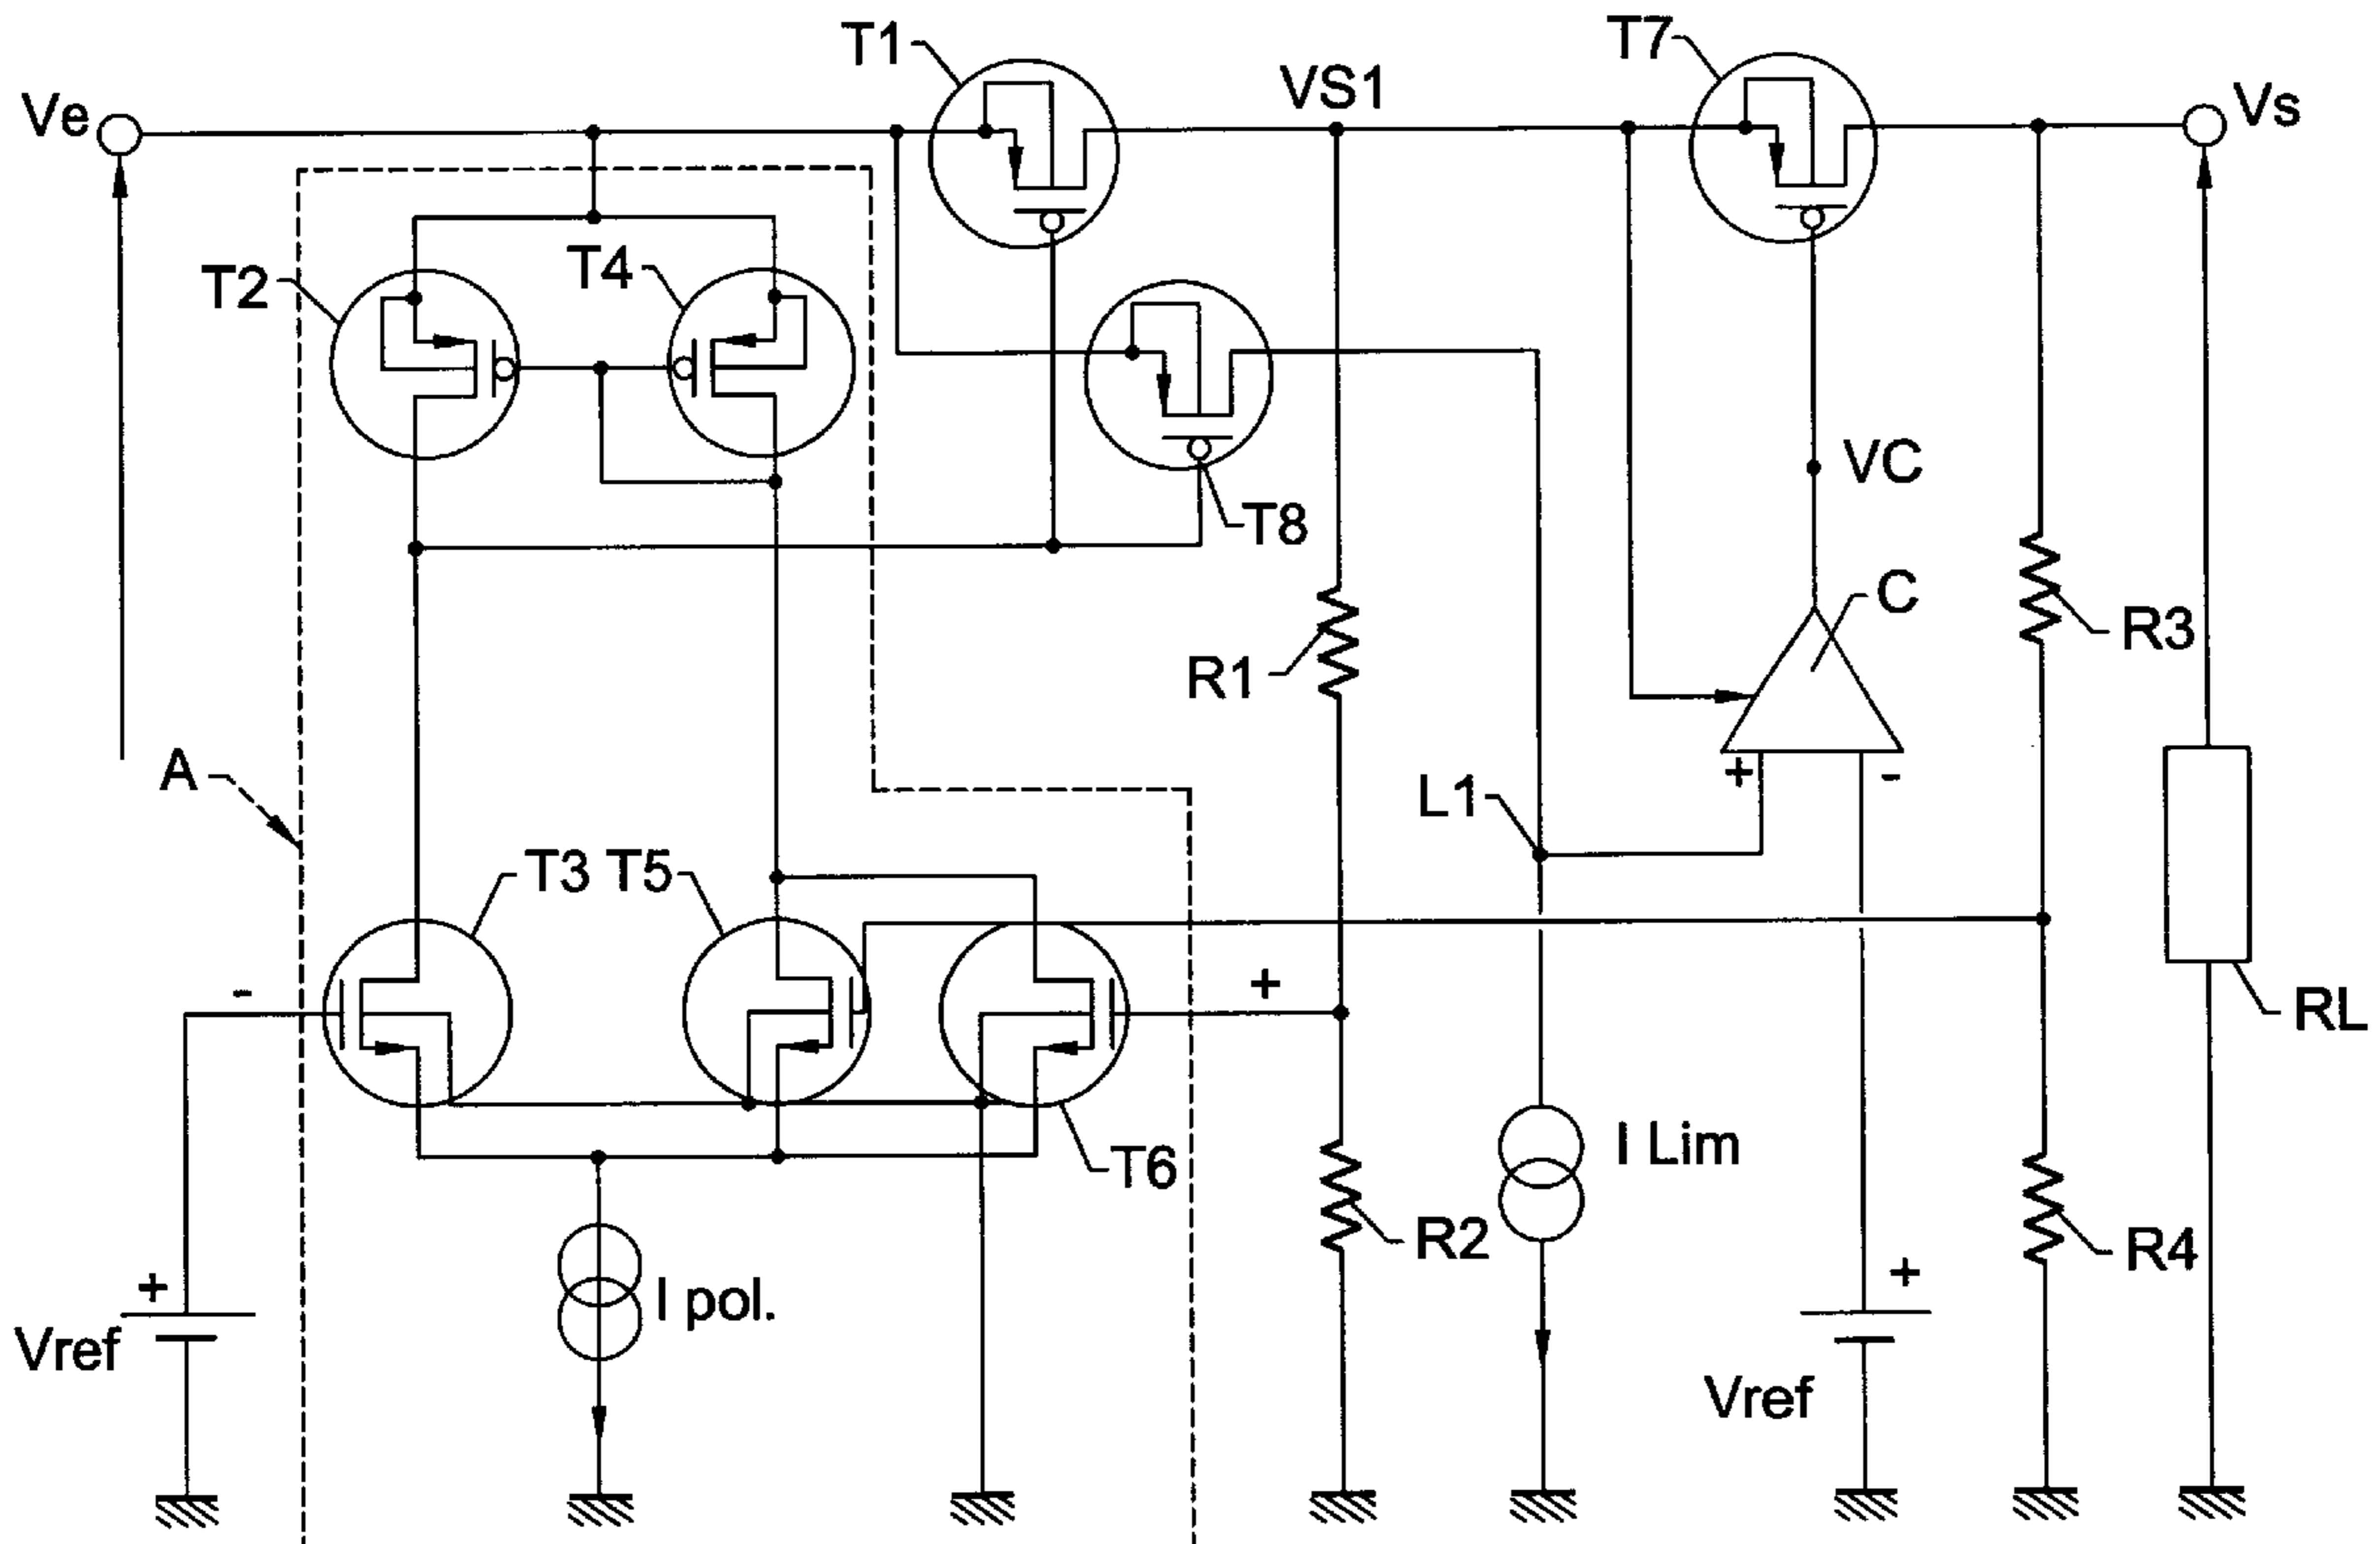 T1
T7
VS1
Ve
Vs
T2
T4
VC
T8
C
R3
R1
A
+
-
L1
T3
T5
-
+
RL
I Lim
T6
R2
R4
+
I pol.
+
Vref
Vref